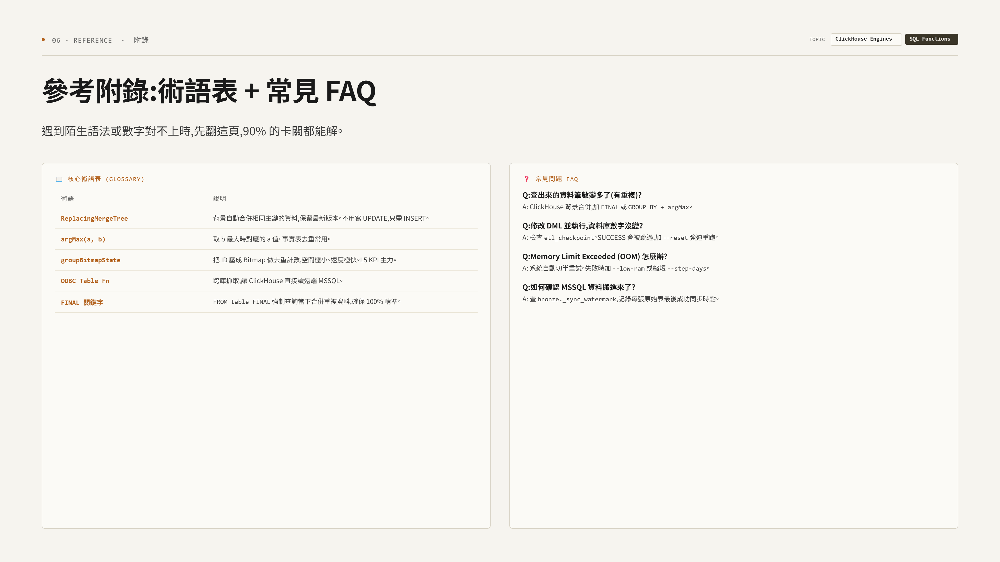 06 · REFERENCE · 附錄
TOPIC ClickHouse Engines SQL Functions
參考附錄:術語表 + 常見 FAQ
遇到陌生語法或數字對不上時,先翻這頁,90% 的卡關都能解。
📖 核心術語表 (GLOSSARY)
術語 說明
ReplacingMergeTree 背景自動合併相同主鍵的資料,保留最新版本。不用寫 UPDATE,只需 INSERT。
argMax(a, b) 取 b 最大時對應的 a 值。事實表去重常用。
groupBitmapState 把 ID 壓成 Bitmap 做去重計數,空間極小、速度極快。L5 KPI 主力。
ODBC Table Fn 跨庫抓取,讓 ClickHouse 直接讀遠端 MSSQL。
FINAL 關鍵字 FROM table FINAL 強制查詢當下合併重複資料,確保 100% 精準。
❓ 常見問題 FAQ
Q:查出來的資料筆數變多了(有重複)?
A: ClickHouse 背景合併,加 FINAL 或 GROUP BY + argMax。
Q:修改 DML 並執行,資料庫數字沒變?
A: 檢查 etl_checkpoint。SUCCESS 會被跳過,加 --reset 強迫重跑。
Q:Memory Limit Exceeded (OOM) 怎麼辦?
A: 系統自動切半重試。失敗時加 --low-ram 或縮短 --step-days。
Q:如何確認 MSSQL 資料搬進來了?
A: 查 bronze._sync_watermark,記錄每張原始表最後成功同步時點。